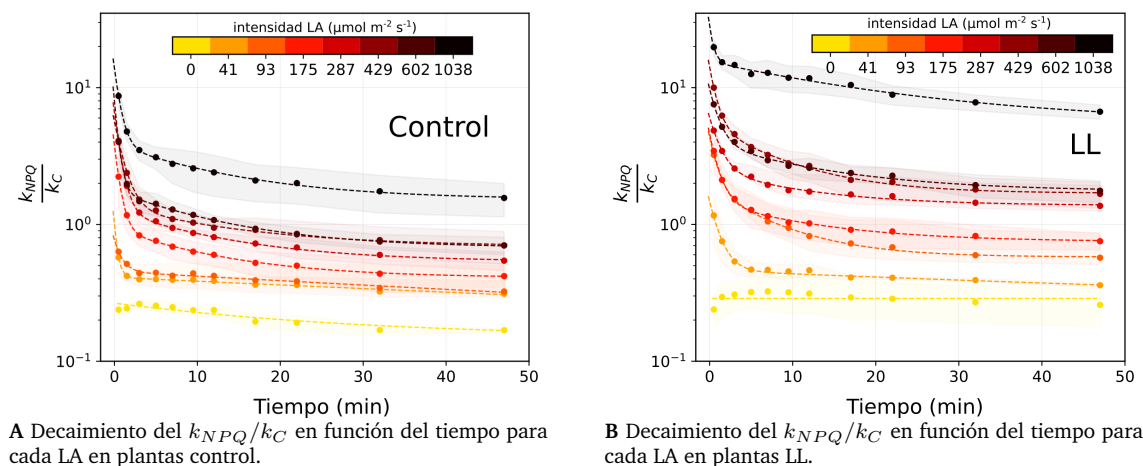 intensidad LA (μmol m⁻² s⁻¹)
0 41 93 175 287 429 602 1038
10¹
10⁰
10⁻¹
k_NPQ / k_C
Control
0 10 20 30 40 50
Tiempo (min)
A Decaimiento del k_NPQ/k_C en función del tiempo para
cada LA en plantas control.
intensidad LA (μmol m⁻² s⁻¹)
0 41 93 175 287 429 602 1038
10¹
10⁰
10⁻¹
k_NPQ / k_C
LL
0 10 20 30 40 50
Tiempo (min)
B Decaimiento del k_NPQ/k_C en función del tiempo para
cada LA en plantas LL.